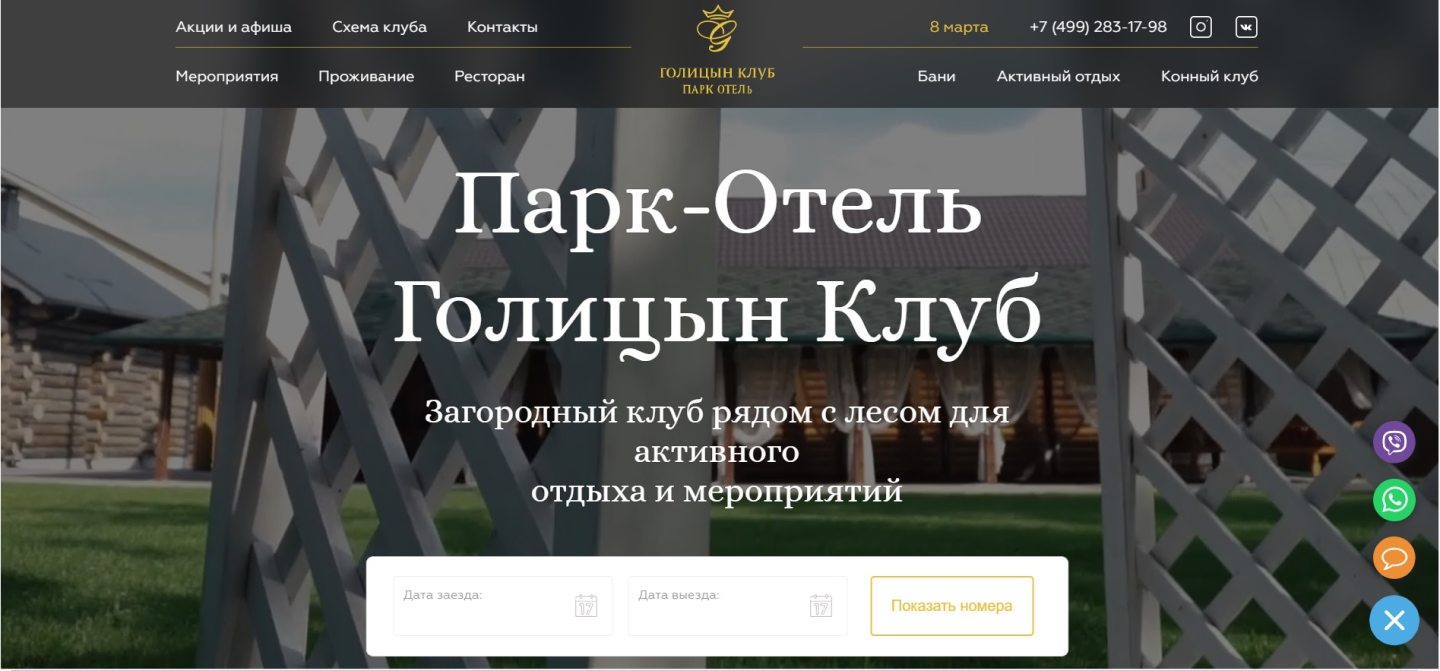 Акции и афиша Схема клуба Контакты
8 марта +7 (499) 283-17-98
Мероприятия Проживание Ресторан
ГОЛИЦЫН КЛУБ
ПАРК ОТЕЛЬ
Бани Активный отдых Конный клуб
Парк-Отель
Голицын Клуб
Загородный клуб рядом с лесом для
активного
отдыха и мероприятий
Дата заезда:
17
Дата выезда:
17
Показать номера